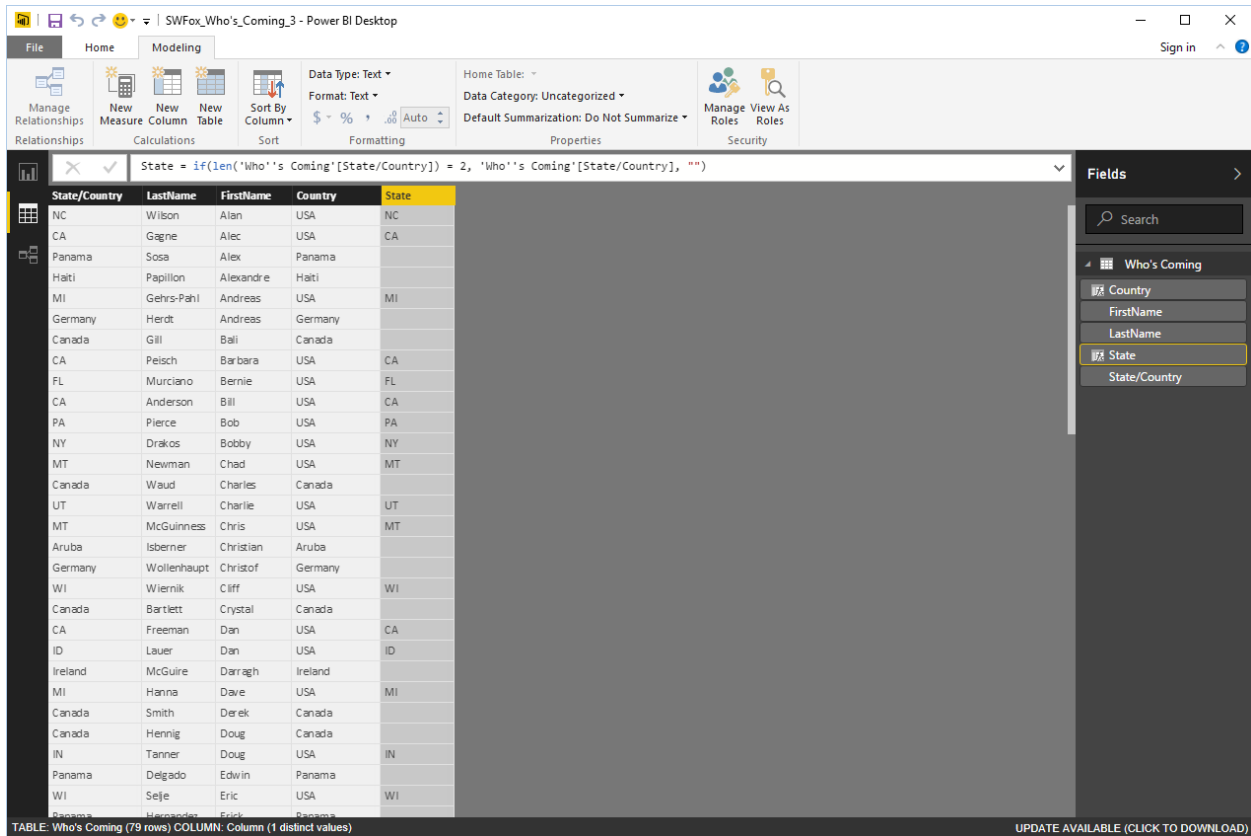 SWFox_Who's_Coming_3 - Power BI Desktop
File Home Modeling Sign in
Manage Relationships
New Measure
New Column
New Table
Sort By Column
Data Type: Text
Format: Text
$ % , .00 Auto
Home Table:
Data Category: Uncategorized
Default Summarization: Do Not Summarize
Manage Roles
View As Roles
Relationships Calculations Sort Formatting Properties Security
State = if(len('Who''s Coming'[State/Country]) = 2, 'Who''s Coming'[State/Country], "")
State/Country LastName FirstName Country State
NC Wilson Alan USA NC
CA Gagne Alec USA CA
Panama Sosa Alex Panama
Haiti Papillon Alexandre Haiti
MI Gehrs-Pahl Andreas USA MI
Germany Herdt Andreas Germany
Canada Gill Bali Canada
CA Peisch Barbara USA CA
FL Murciano Bernie USA FL
CA Anderson Bill USA CA
PA Pierce Bob USA PA
NY Drakos Bobby USA NY
MT Newman Chad USA MT
Canada Waud Charles Canada
UT Warrell Charlie USA UT
MT McGuinness Chris USA MT
Aruba Isberner Christian Aruba
Germany Wollenhaupt Christof Germany
WI Wiernik Cliff USA WI
Canada Bartlett Crystal Canada
CA Freeman Dan USA CA
ID Lauer Dan USA ID
Ireland McGuire Darragh Ireland
MI Hanna Dave USA MI
Canada Smith Derek Canada
Canada Hennig Doug Canada
IN Tanner Doug USA IN
Panama Delgado Edwin Panama
WI Selje Eric USA WI
Panama Hernandez Erick Panama
Fields
Search
Who's Coming
Country
FirstName
LastName
State
State/Country
TABLE: Who's Coming (79 rows) COLUMN: Column (1 distinct values) UPDATE AVAILABLE (CLICK TO DOWNLOAD)